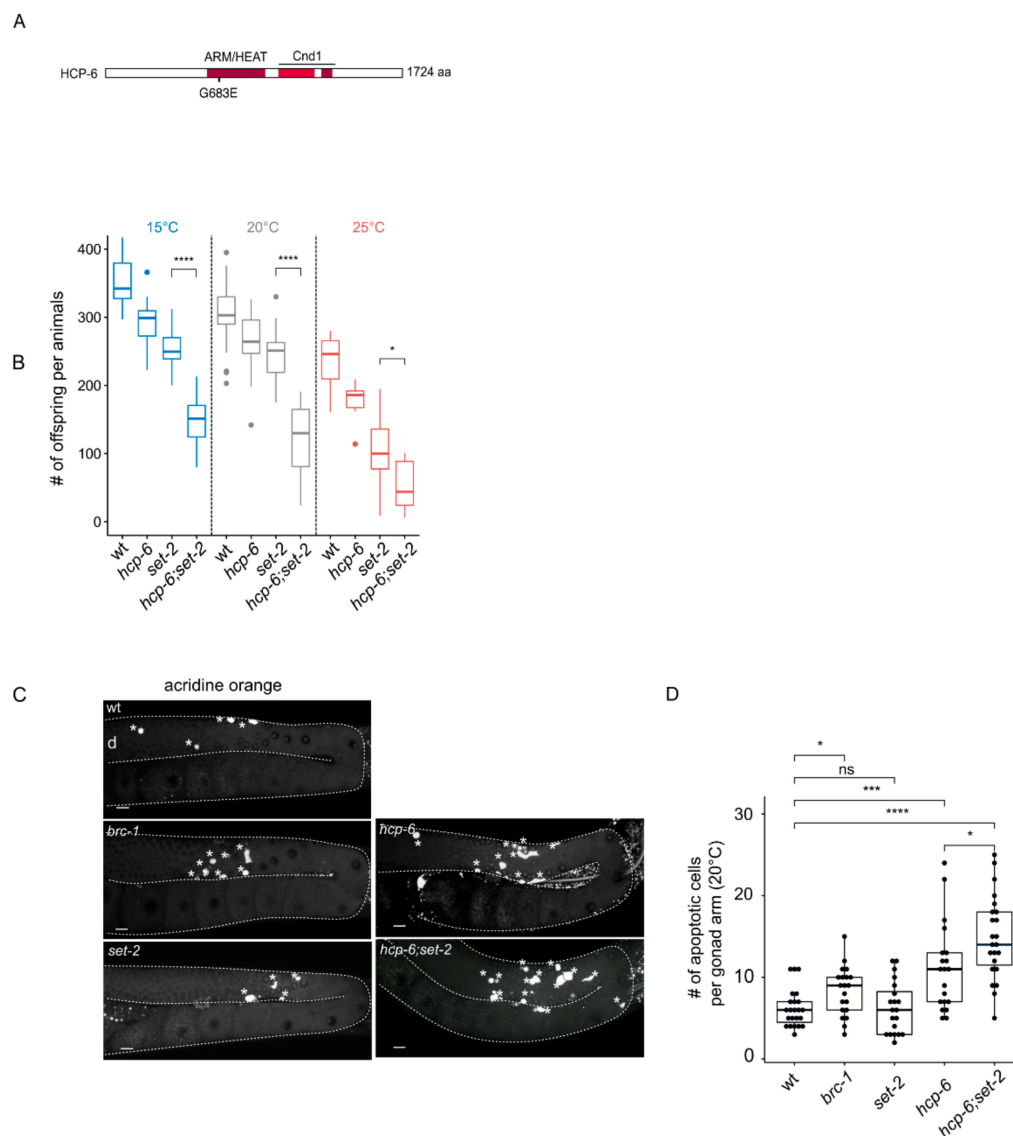 A
ARM/HEAT
Cnd1
HCP-6
1724 aa
G683E
B
15°C
20°C
25°C
****
****
*
# of offspring per animals
400
300
200
100
0
wt
hcp-6
set-2
hcp-6;set-2
wt
hcp-6
set-2
hcp-6;set-2
wt
hcp-6
set-2
hcp-6;set-2
C
acridine orange
wt
d
brc-1
hcp-6
set-2
hcp-6;set-2
D
*
ns
***
****
*
# of apoptotic cells
per gonad arm (20°C)
30
20
10
0
wt
brc-1
set-2
hcp-6
hcp-6;set-2